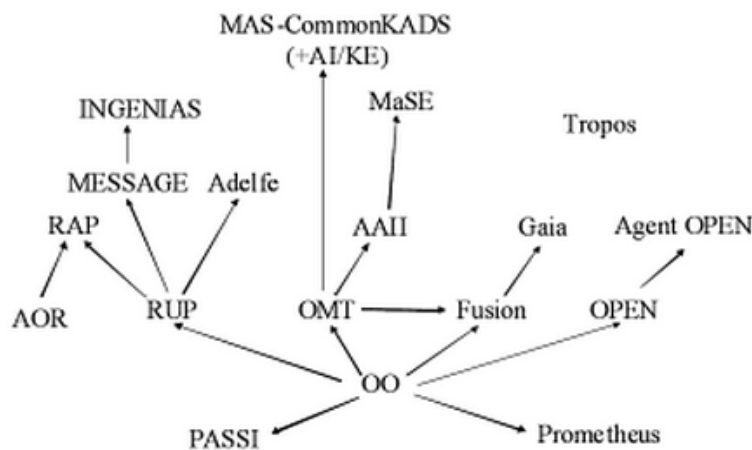 MAS-CommonKADS
(+AI/KE)
MaSE
INGENIAS
Tropos
MESSAGE Adelfe
RAP AAII Gaia Agent OPEN
AOR RUP OMT Fusion OPEN
OO
PASSI Prometheus